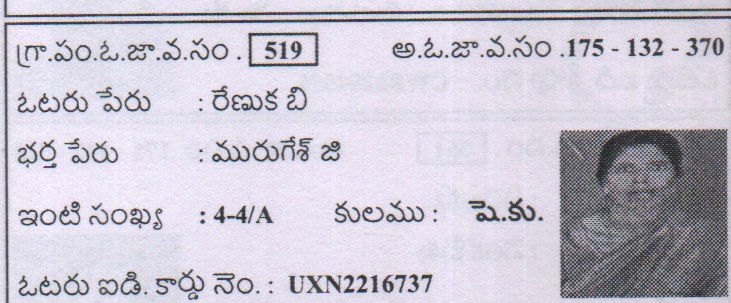 గ్రా.పం.ఓ.జా.వ.సం . 519 అ.ఓ.జా.వ.సం .175 - 132 - 370
ఓటరు పేరు : రేణుక బి
భర్త పేరు : మురుగేశ్ జి
ఇంటి సంఖ్య : 4-4/A కులము : షె.కు.
ఓటరు ఐడి. కార్డు నెం. : UXN2216737